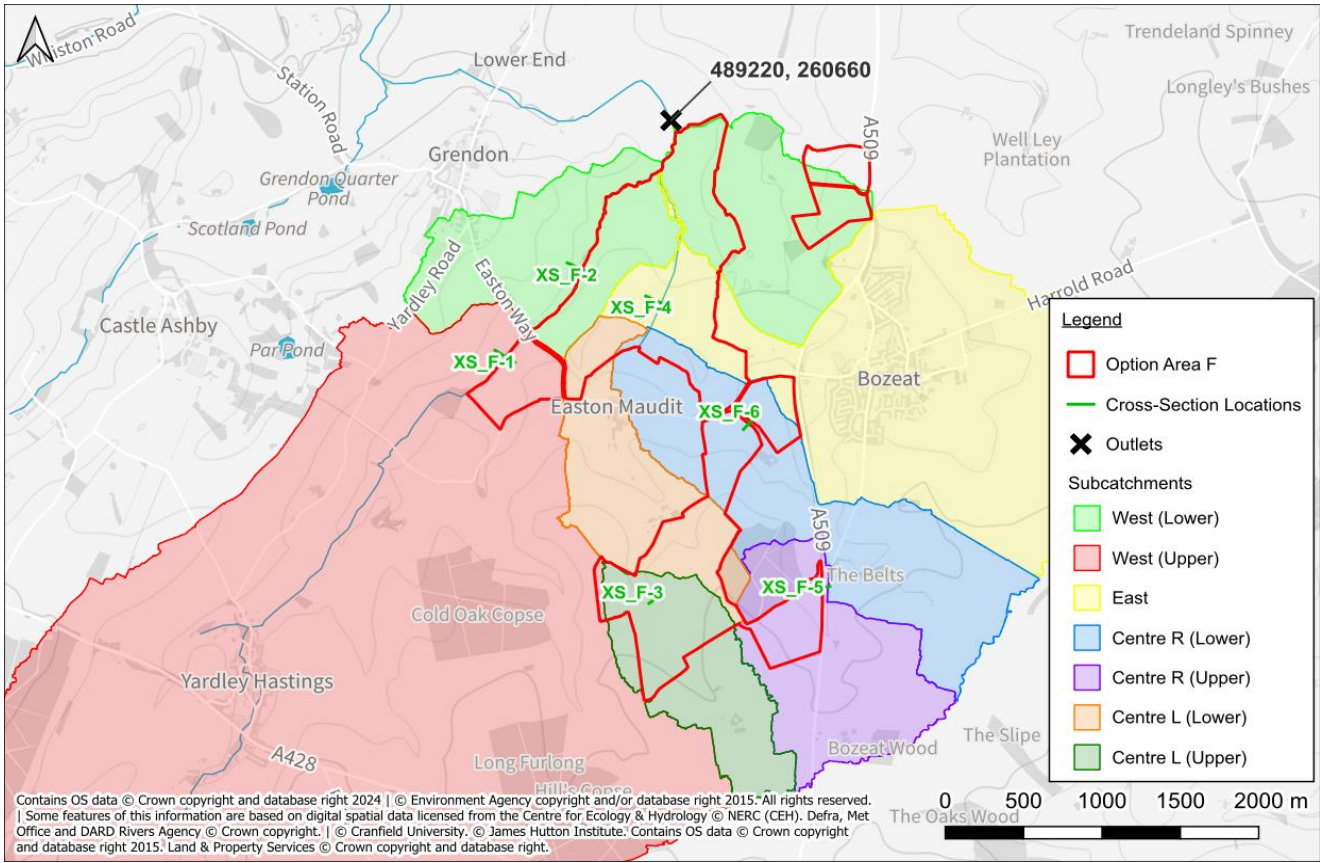 Whiston Road
Lower End
489220, 260660
Trendeland Spinney
Longley's Bushes
Station Road
A509
Well Ley
Plantation
Grendon
Grendon Quarter
Pond
Scotland Pond
Yardley Road
Easton Way
XS_F-2
XS_F-4
Harrold Road
Castle Ashby
Par Pond
XS_F-1
Bozeat
Easton Maudit
XS_F-6
A509
The Belts
XS_F-5
XS_F-3
Cold Oak Copse
Yardley Hastings
A428
Long Furlong
Hill's Copse
Bozeat Wood
The Slipe
The Oaks Wood
Legend
Option Area F
Cross-Section Locations
Outlets
Subcatchments
West (Lower)
West (Upper)
East
Centre R (Lower)
Centre R (Upper)
Centre L (Lower)
Centre L (Upper)
0 500 1000 1500 2000 m
Contains OS data © Crown copyright and database right 2024 | © Environment Agency copyright and/or database right 2015. All rights reserved.
| Some features of this information are based on digital spatial data licensed from the Centre for Ecology & Hydrology © NERC (CEH). Defra, Met
Office and DARD Rivers Agency © Crown copyright. | © Cranfield University. © James Hutton Institute. Contains OS data © Crown copyright
and database right 2015. Land & Property Services © Crown copyright and database right.